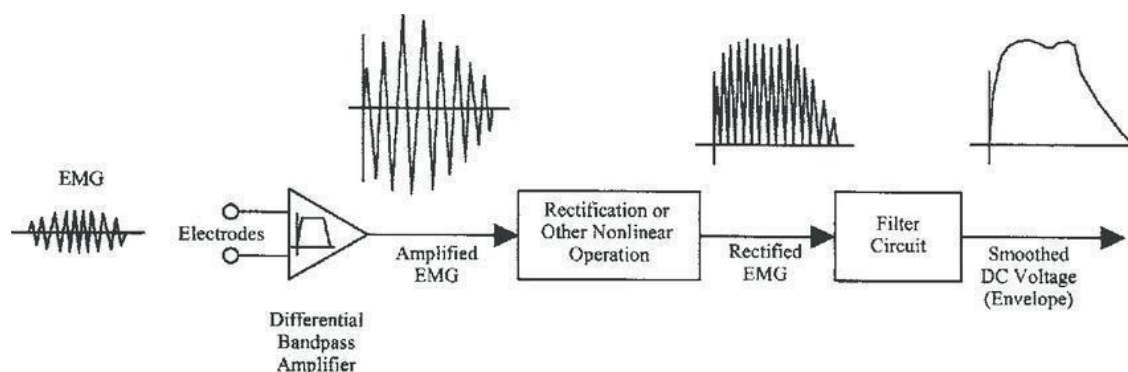 EMG
Electrodes
Differential
Bandpass
Amplifier
Amplified
EMG
Rectification or
Other Nonlinear
Operation
Rectified
EMG
Filter
Circuit
Smoothed
DC Voltage
(Envelope)